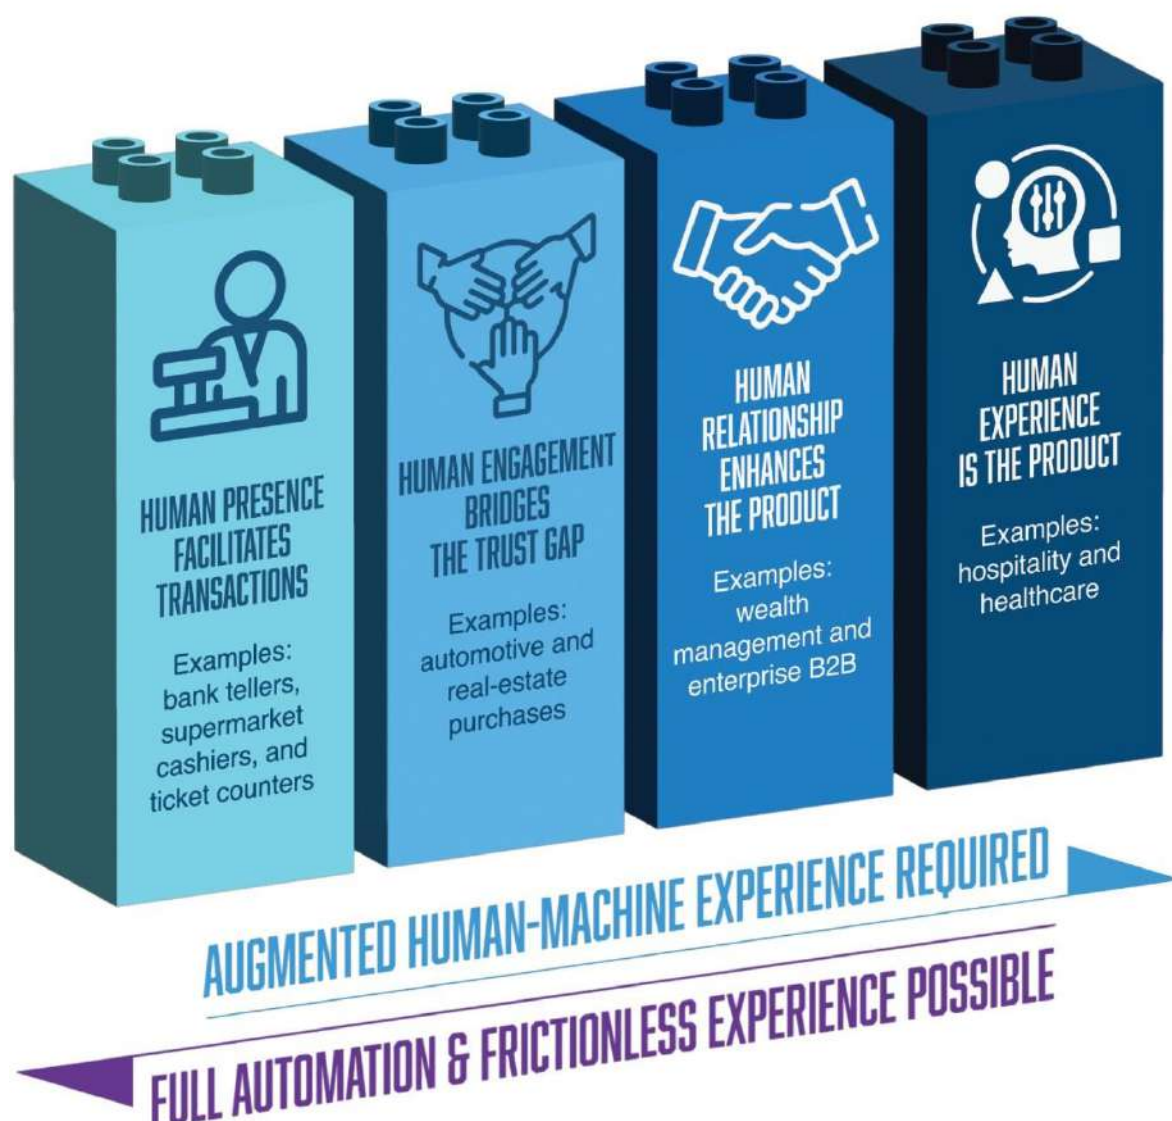 HUMAN PRESENCE
FACILITATES
TRANSACTIONS
Examples:
bank tellers,
supermarket
cashiers, and
ticket counters
HUMAN ENGAGEMENT
BRIDGES
THE TRUST GAP
Examples:
automotive and
real-estate
purchases
HUMAN
RELATIONSHIP
ENHANCES
THE PRODUCT
Examples:
wealth
management and
enterprise B2B
HUMAN
EXPERIENCE
IS THE PRODUCT
Examples:
hospitality and
healthcare
AUGMENTED HUMAN-MACHINE EXPERIENCE REQUIRED
FULL AUTOMATION & FRICTIONLESS EXPERIENCE POSSIBLE